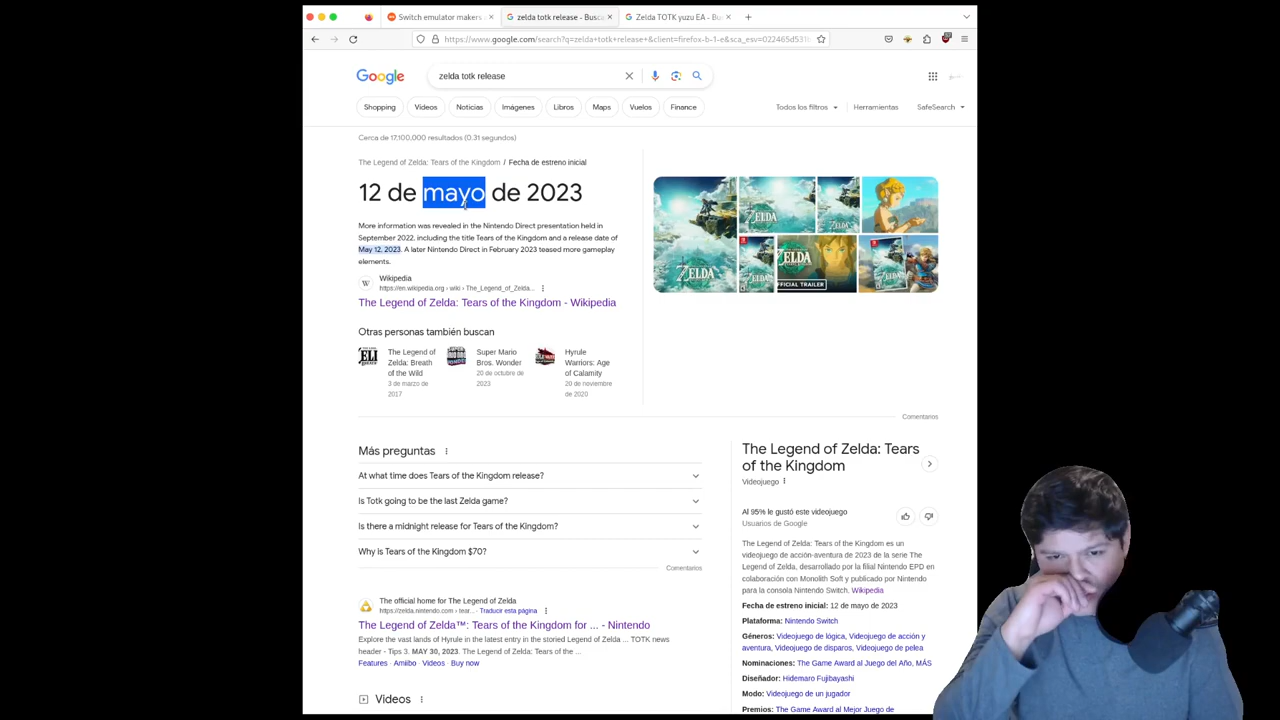 Switch emulator makers
zelda totk release - Busca
Zelda TOTK yuzu EA - Bu
https://www.google.com/search?q=zelda+totk+release+&client=firefox-b-1-e&sca_esv=022465d531
Google
zelda totk release
Shopping
Vídeos
Noticias
Imágenes
Libros
Maps
Vuelos
Finance
Todos los filtros
Herramientas
SafeSearch
Cerca de 17,100,000 resultados (0.31 segundos)
The Legend of Zelda: Tears of the Kingdom / Fecha de estreno inicial
12 de mayo de 2023
More information was revealed in the Nintendo Direct presentation held in
September 2022, including the title Tears of the Kingdom and a release date of
May 12, 2023. A later Nintendo Direct in February 2023 teased more gameplay
elements.
W
Wikipedia
https://en.wikipedia.org › wiki › The_Legend_of_Zelda...
The Legend of Zelda: Tears of the Kingdom - Wikipedia
ZELDA
OFFICIAL TRAILER
Otras personas también buscan
The Legend of
Zelda: Breath
of the Wild
3 de marzo de
2017
Super Mario
Bros. Wonder
20 de octubre de
2023
Hyrule
Warriors: Age
of Calamity
20 de noviembre
de 2020
Comentarios
Más preguntas
At what time does Tears of the Kingdom release?
Is Totk going to be the last Zelda game?
Is there a midnight release for Tears of the Kingdom?
Why is Tears of the Kingdom $70?
Comentarios
The official home for The Legend of Zelda
https://zelda.nintendo.com › tear... · Traducir esta página
The Legend of Zelda™: Tears of the Kingdom for ... - Nintendo
Explore the vast lands of Hyrule in the latest entry in the storied Legend of Zelda ... TOTK news
header - Tips 3. MAY 30, 2023. The Legend of Zelda: Tears of the ...
Features · Amiibo · Videos · Buy now
Videos
The Legend of Zelda: Tears
of the Kingdom
Videojuego
Al 95% le gustó este videojuego
Usuarios de Google
The Legend of Zelda: Tears of the Kingdom es un
videojuego de acción-aventura de 2023 de la serie The
Legend of Zelda, desarrollado por la filial Nintendo EPD en
colaboración con Monolith Soft y publicado por Nintendo
para la consola Nintendo Switch. Wikipedia
Fecha de estreno inicial: 12 de mayo de 2023
Plataforma: Nintendo Switch
Géneros: Videojuego de lógica, Videojuego de acción y
aventura, Videojuego de disparos, Videojuego de pelea
Nominaciones: The Game Award al Juego del Año, MÁS
Diseñador: Hidemaro Fujibayashi
Modo: Videojuego de un jugador
Premios: The Game Award al Mejor Juego de